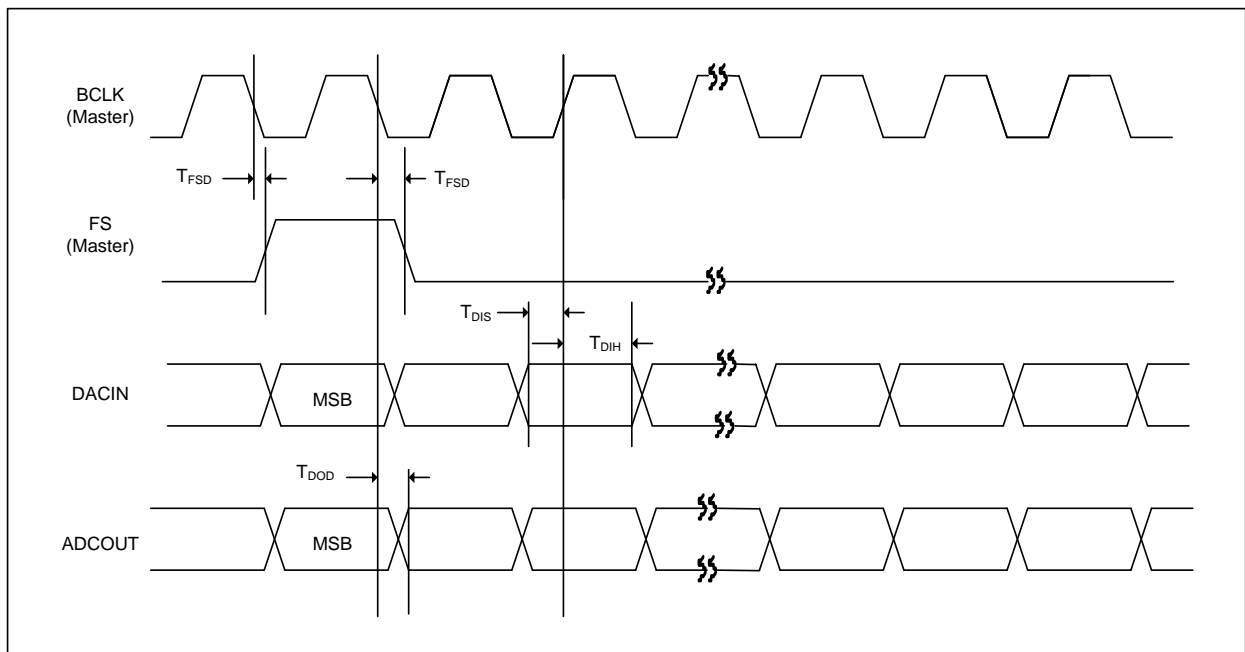 BCLK
(Master)
TFSD
TFSD
FS
(Master)
TDIS
TDIH
DACIN
MSB
TDOD
ADCOUT
MSB